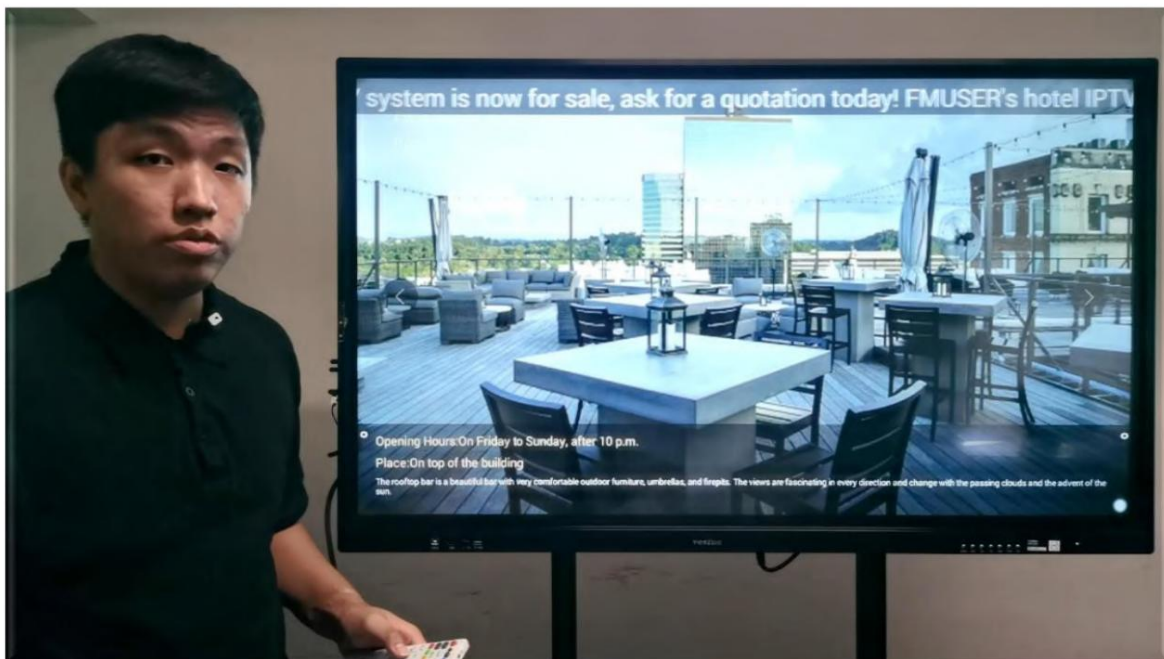 system is now for sale, ask for a quotation today! FMUSER's hotel IPTV
Opening Hours:On Friday to Sunday, after 10 p.m.
Place:On top of the building
The rooftop bar is a beautiful bar with very comfortable outdoor furniture, umbrellas, and firepits. The views are fascinating in every direction and change with the passing clouds and the advent of the
sun.